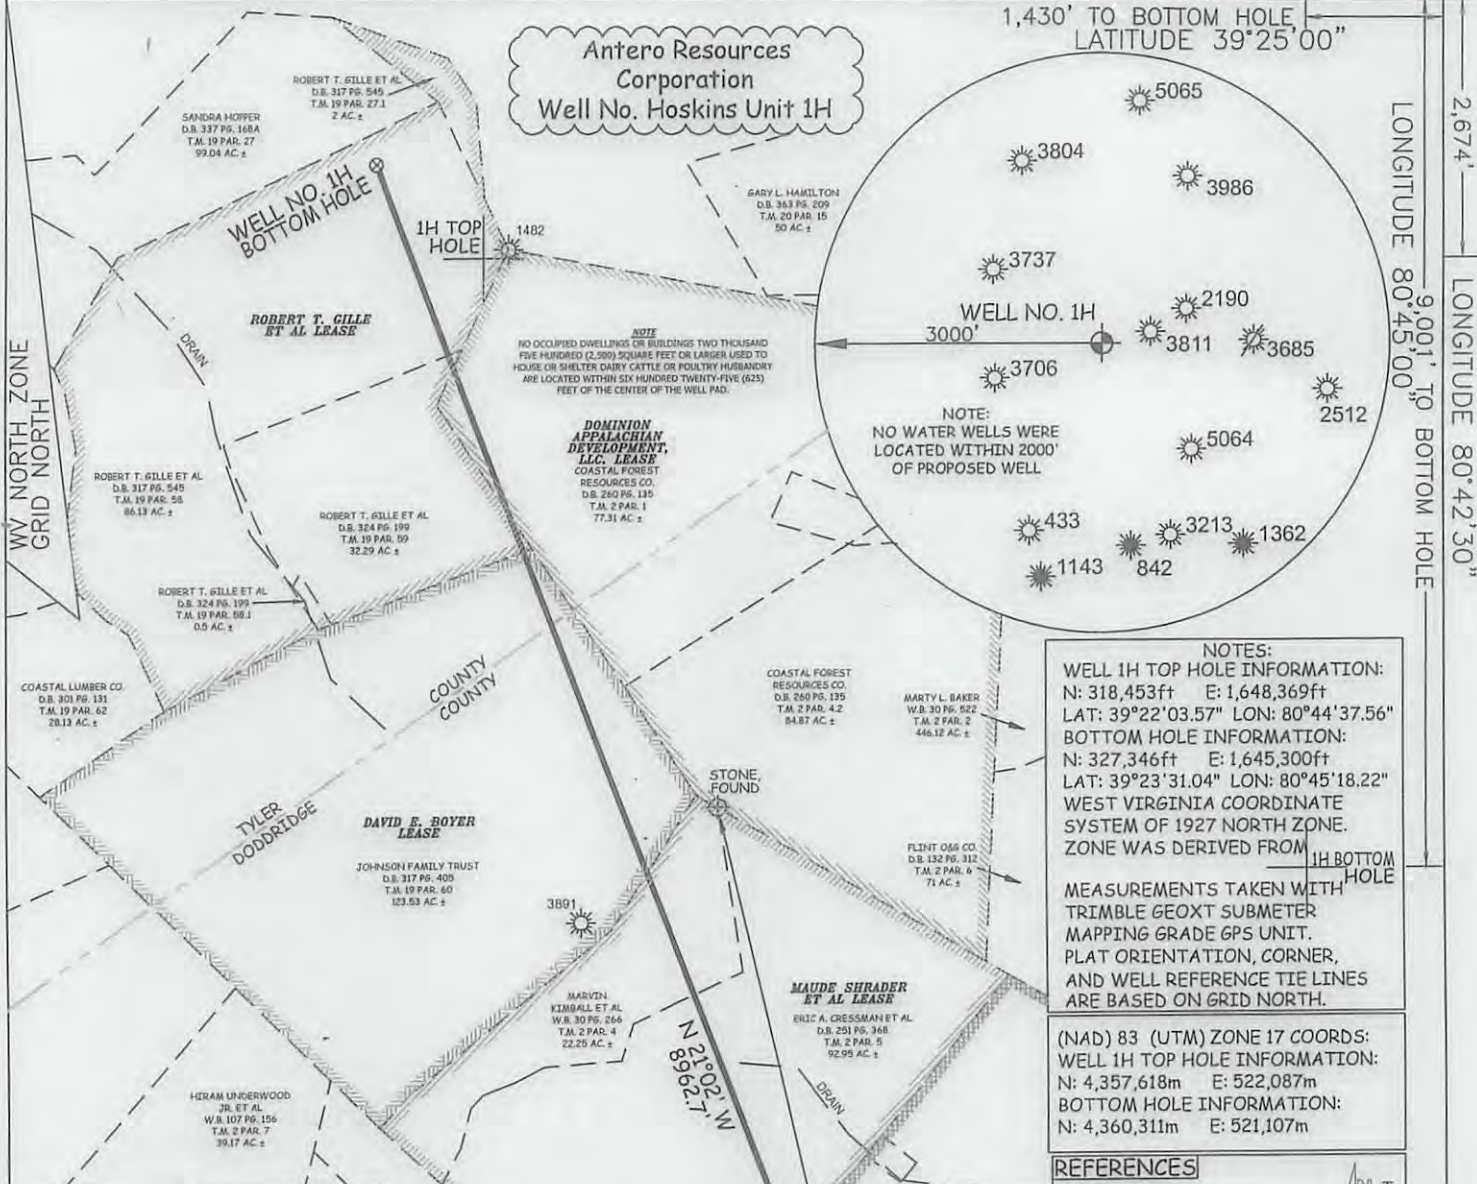 1,430' TO BOTTOM HOLE
LATITUDE 39°25'00"
Antero Resources
Corporation
Well No. Hoskins Unit 1H
2,674'
LONGITUDE 80°45'00"
9,001' TO BOTTOM HOLE
LONGITUDE 80°42'30"
WV NORTH ZONE
GRID NORTH
ROBERT T. GILLE ET AL
D.B. 317 PG. 545
T.M. 19 PAR. 27.1
2 AC. ±
SANDRA HOPPER
D.B. 337 PG. 168A
T.M. 19 PAR. 27
99.04 AC. ±
WELL NO. 1H
BOTTOM HOLE
1H TOP
HOLE
1482
GARY L. HAMILTON
D.B. 363 PG. 209
T.M. 20 PAR. 15
50 AC. ±
5065
3804
3986
3737
2190
WELL NO. 1H
3000'
3811
3685
3706
2512
NOTE:
NO WATER WELLS WERE
LOCATED WITHIN 2000'
OF PROPOSED WELL
5064
433
3213
1362
1143
842
ROBERT T. GILLE
ET AL LEASE
DRAIN
NOTE
NO OCCUPIED DWELLINGS OR BUILDINGS TWO THOUSAND
FIVE HUNDRED (2,500) SQUARE FEET OR LARGER USED TO
HOUSE OR SHELTER DAIRY CATTLE OR POULTRY HUSBANDRY
ARE LOCATED WITHIN SIX HUNDRED TWENTY-FIVE (625)
FEET OF THE CENTER OF THE WELL PAD.
DOMINION
APPALACHIAN
DEVELOPMENT,
LLC. LEASE
COASTAL FOREST
RESOURCES CO.
D.B. 260 PG. 135
T.M. 2 PAR. 1
77.31 AC. ±
ROBERT T. GILLE ET AL
D.B. 317 PG. 545
T.M. 19 PAR. 58
86.13 AC. ±
ROBERT T. GILLE ET AL
D.B. 324 PG. 199
T.M. 19 PAR. 59
32.29 AC. ±
ROBERT T. GILLE ET AL
D.B. 324 PG. 199
T.M. 19 PAR. 58.1
0.5 AC. ±
COASTAL LUMBER CO.
D.B. 301 PG. 131
T.M. 19 PAR. 62
28.13 AC. ±
COUNTY
COUNTY
TYLER
DODDRIDGE
COASTAL FOREST
RESOURCES CO.
D.B. 260 PG. 135
T.M. 2 PAR. 4.2
84.87 AC. ±
MARTY L. BAKER
W.B. 30 PG. 522
T.M. 2 PAR. 2
446.12 AC. ±
STONE,
FOUND
DAVID E. BOYER
LEASE
JOHNSON FAMILY TRUST
D.B. 317 PG. 405
T.M. 19 PAR. 60
123.53 AC. ±
3891
FLINT O&G CO.
D.B. 132 PG. 312
T.M. 2 PAR. 6
71 AC. ±
MARVIN
KIMBALL ET AL
W.B. 30 PG. 266
T.M. 2 PAR. 4
22.25 AC. ±
MAUDE SHRADER
ET AL LEASE
ERIC A. CRESSMAN ET AL
D.B. 251 PG. 368
T.M. 2 PAR. 5
92.95 AC. ±
N 21°02' W
8962.7'
DRAIN
HIRAM UNDERWOOD
JR. ET AL
W.B. 107 PG. 156
T.M. 2 PAR. 7
39.17 AC. ±
NOTES:
WELL 1H TOP HOLE INFORMATION:
N: 318,453ft E: 1,648,369ft
LAT: 39°22'03.57" LON: 80°44'37.56"
BOTTOM HOLE INFORMATION:
N: 327,346ft E: 1,645,300ft
LAT: 39°23'31.04" LON: 80°45'18.22"
WEST VIRGINIA COORDINATE
SYSTEM OF 1927 NORTH ZONE.
ZONE WAS DERIVED FROM
1H BOTTOM
HOLE
MEASUREMENTS TAKEN WITH
TRIMBLE GEOXT SUBMETER
MAPPING GRADE GPS UNIT.
PLAT ORIENTATION, CORNER,
AND WELL REFERENCE TIE LINES
ARE BASED ON GRID NORTH.
(NAD) 83 (UTM) ZONE 17 COORDS:
WELL 1H TOP HOLE INFORMATION:
N: 4,357,618m E: 522,087m
BOTTOM HOLE INFORMATION:
N: 4,360,311m E: 521,107m
REFERENCES